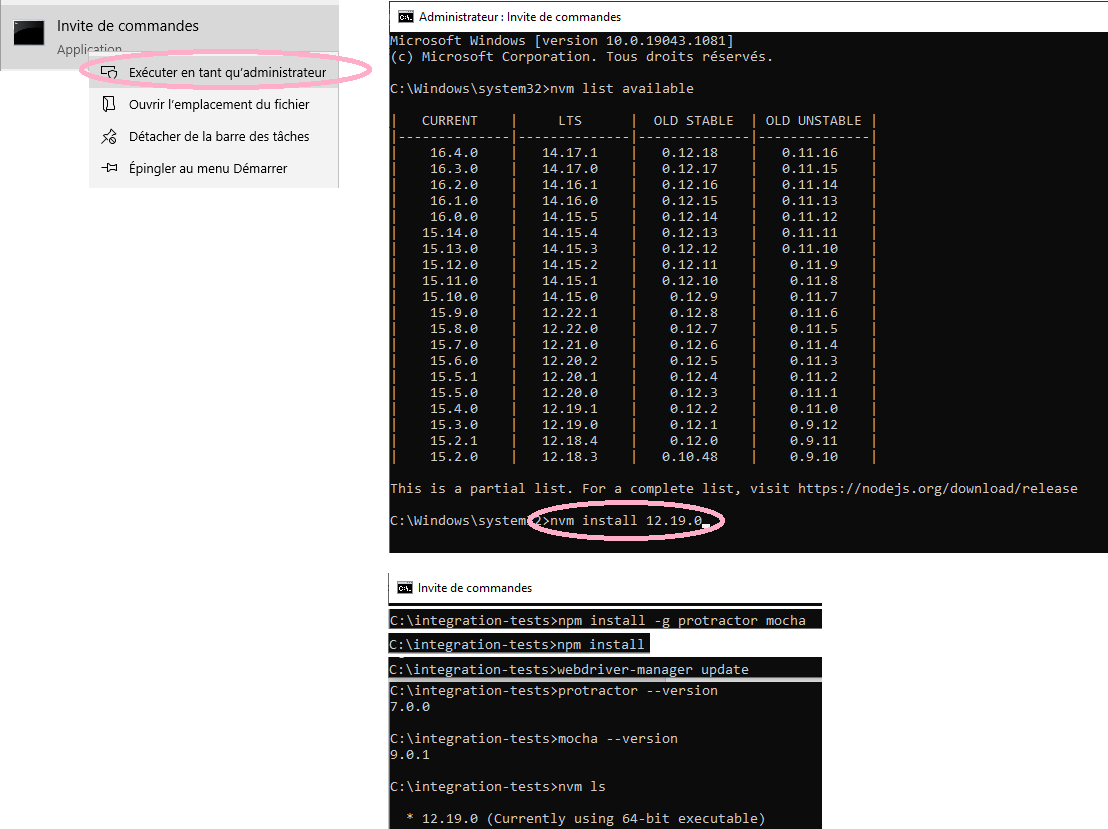 Invite de commandes
Application
Exécuter en tant qu'administrateur
Ouvrir l'emplacement du fichier
Détacher de la barre des tâches
Épingler au menu Démarrer
Administrateur : Invite de commandes
Microsoft Windows [version 10.0.19043.1081]
(c) Microsoft Corporation. Tous droits réservés.
C:\Windows\system32>nvm list available
|   CURRENT    |     LTS      |  OLD STABLE  | OLD UNSTABLE |
|--------------|--------------|--------------|--------------|
|    16.4.0    |   14.17.1    |   0.12.18    |   0.11.16    |
|    16.3.0    |   14.17.0    |   0.12.17    |   0.11.15    |
|    16.2.0    |   14.16.1    |   0.12.16    |   0.11.14    |
|    16.1.0    |   14.16.0    |   0.12.15    |   0.11.13    |
|    16.0.0    |   14.15.5    |   0.12.14    |   0.11.12    |
|   15.14.0    |   14.15.4    |   0.12.13    |   0.11.11    |
|   15.13.0    |   14.15.3    |   0.12.12    |   0.11.10    |
|   15.12.0    |   14.15.2    |   0.12.11    |    0.11.9    |
|   15.11.0    |   14.15.1    |   0.12.10    |    0.11.8    |
|   15.10.0    |   14.15.0    |    0.12.9    |    0.11.7    |
|    15.9.0    |   12.22.1    |    0.12.8    |    0.11.6    |
|    15.8.0    |   12.22.0    |    0.12.7    |    0.11.5    |
|    15.7.0    |   12.21.0    |    0.12.6    |    0.11.4    |
|    15.6.0    |   12.20.2    |    0.12.5    |    0.11.3    |
|    15.5.1    |   12.20.1    |    0.12.4    |    0.11.2    |
|    15.5.0    |   12.20.0    |    0.12.3    |    0.11.1    |
|    15.4.0    |   12.19.1    |    0.12.2    |    0.11.0    |
|    15.3.0    |   12.19.0    |    0.12.1    |    0.9.12    |
|    15.2.1    |   12.18.4    |    0.12.0    |    0.9.11    |
|    15.2.0    |   12.18.3    |   0.10.48    |    0.9.10    |
This is a partial list. For a complete list, visit https://nodejs.org/download/release
C:\Windows\system32>nvm install 12.19.0
Invite de commandes
C:\integration-tests>npm install -g protractor mocha
C:\integration-tests>npm install
C:\integration-tests>webdriver-manager update
C:\integration-tests>protractor --version
7.0.0
C:\integration-tests>mocha --version
9.0.1
C:\integration-tests>nvm ls
* 12.19.0 (Currently using 64-bit executable)